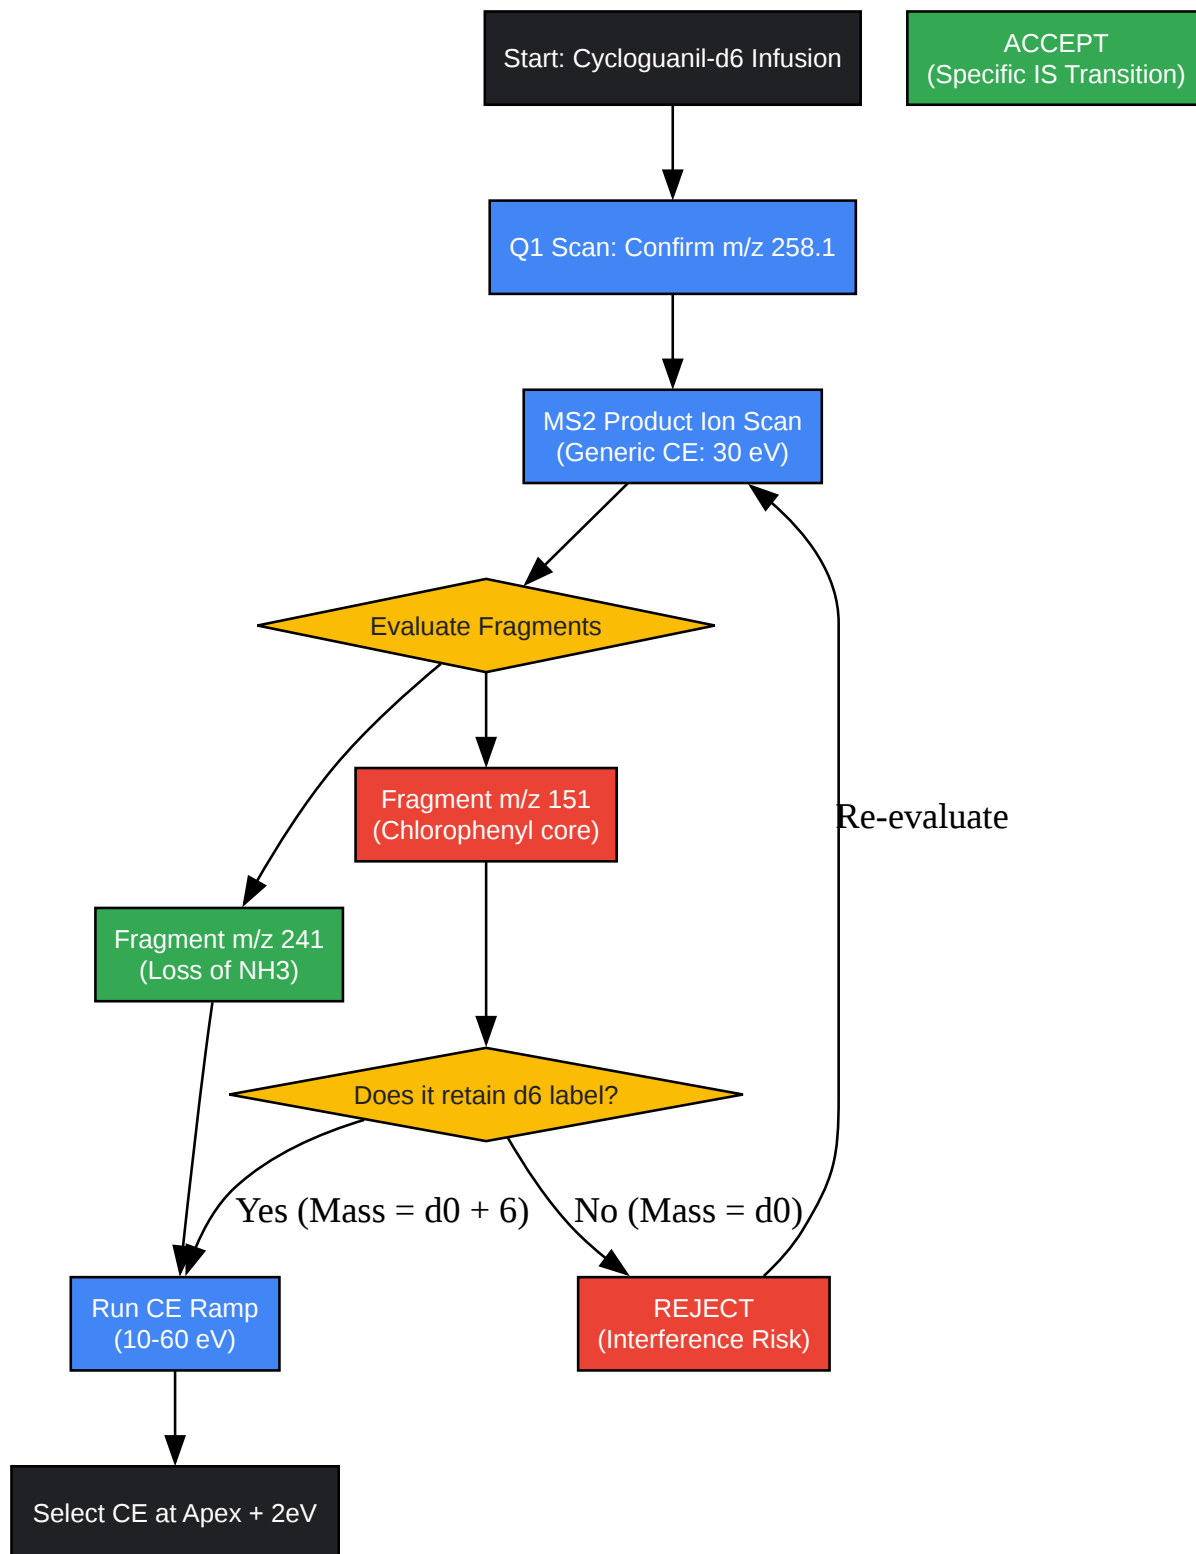 Start: Cycloguanil-d6 Infusion
ACCEPT
(Specific IS Transition)
Q1 Scan: Confirm m/z 258.1
MS2 Product Ion Scan
(Generic CE: 30 eV)
Evaluate Fragments
Fragment m/z 151
(Chlorophenyl core)
Re-evaluate
Fragment m/z 241
(Loss of NH3)
Does it retain d6 label?
Yes (Mass = d0 + 6)
No (Mass = d0)
Run CE Ramp
(10-60 eV)
REJECT
(Interference Risk)
Select CE at Apex + 2eV